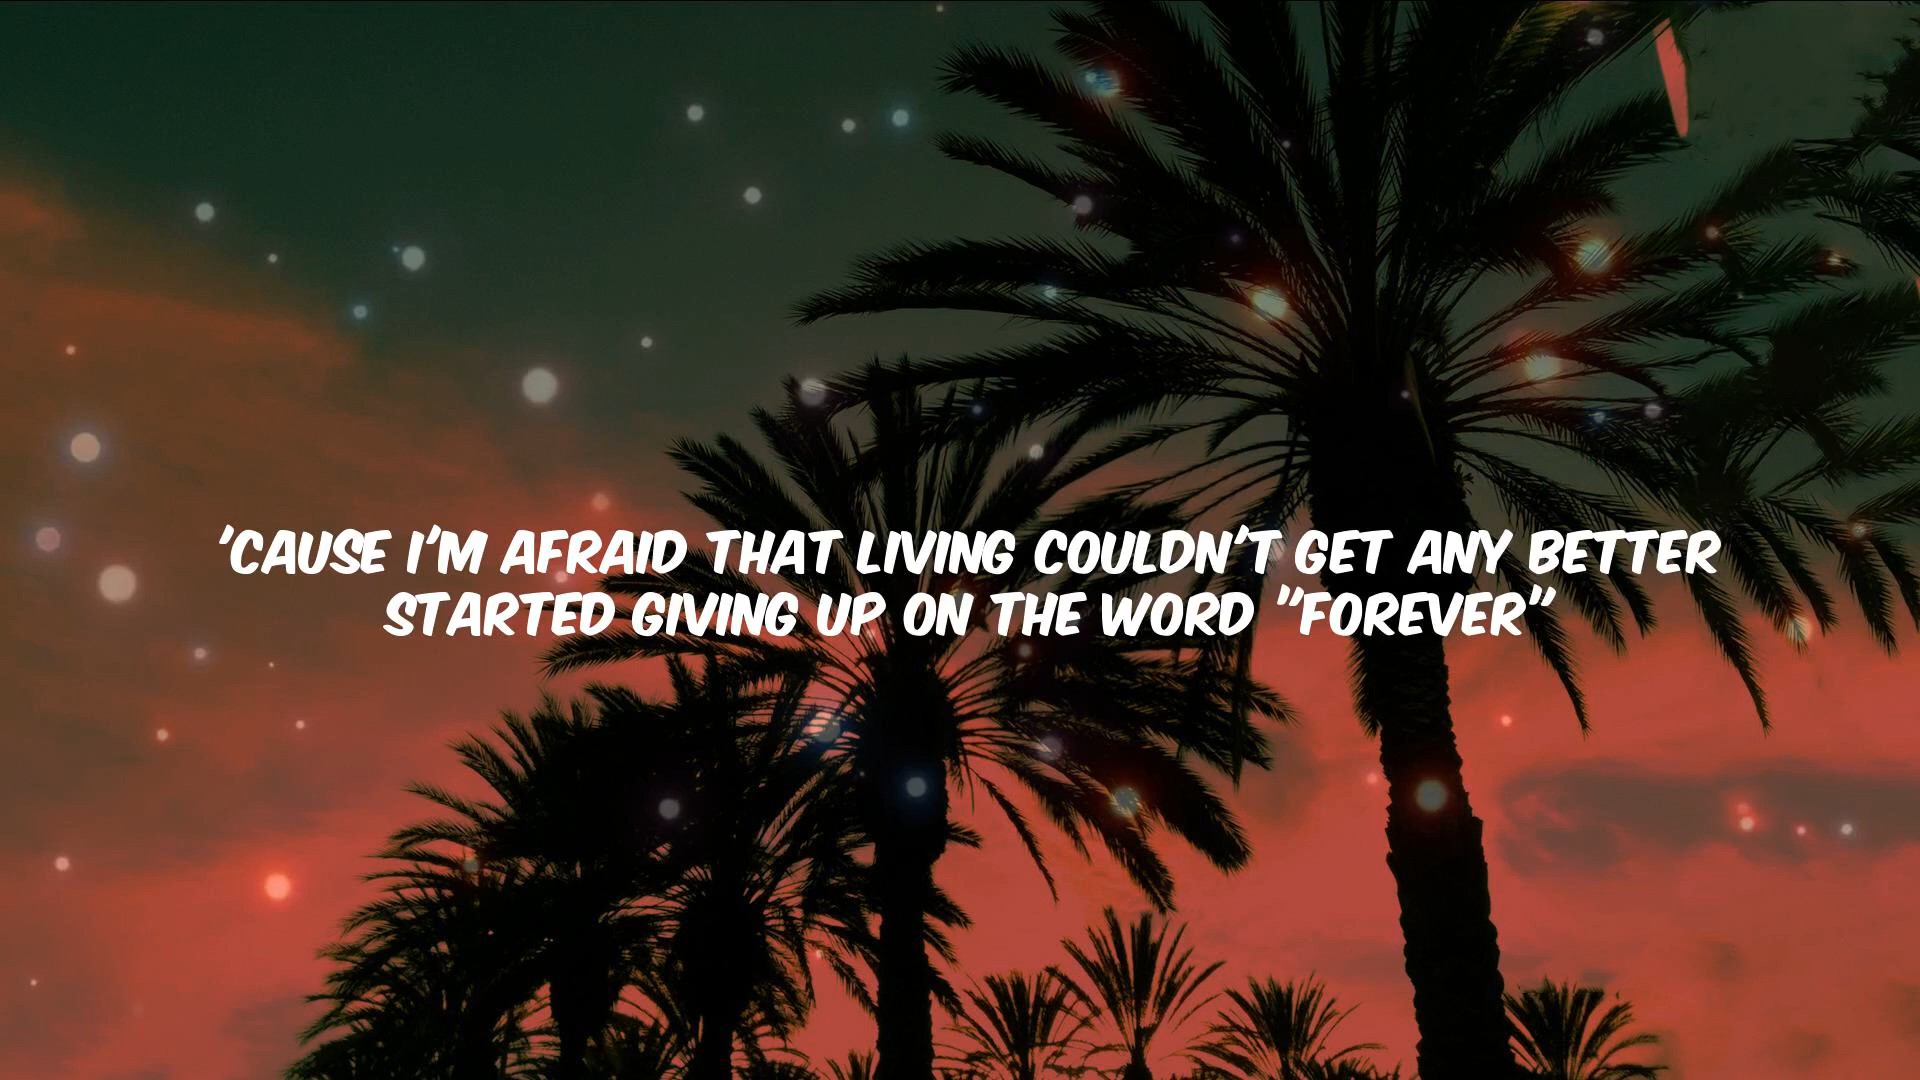 'CAUSE I'M AFRAID THAT LIVING COULDN'T GET ANY BETTER
STARTED GIVING UP ON THE WORD "FOREVER"